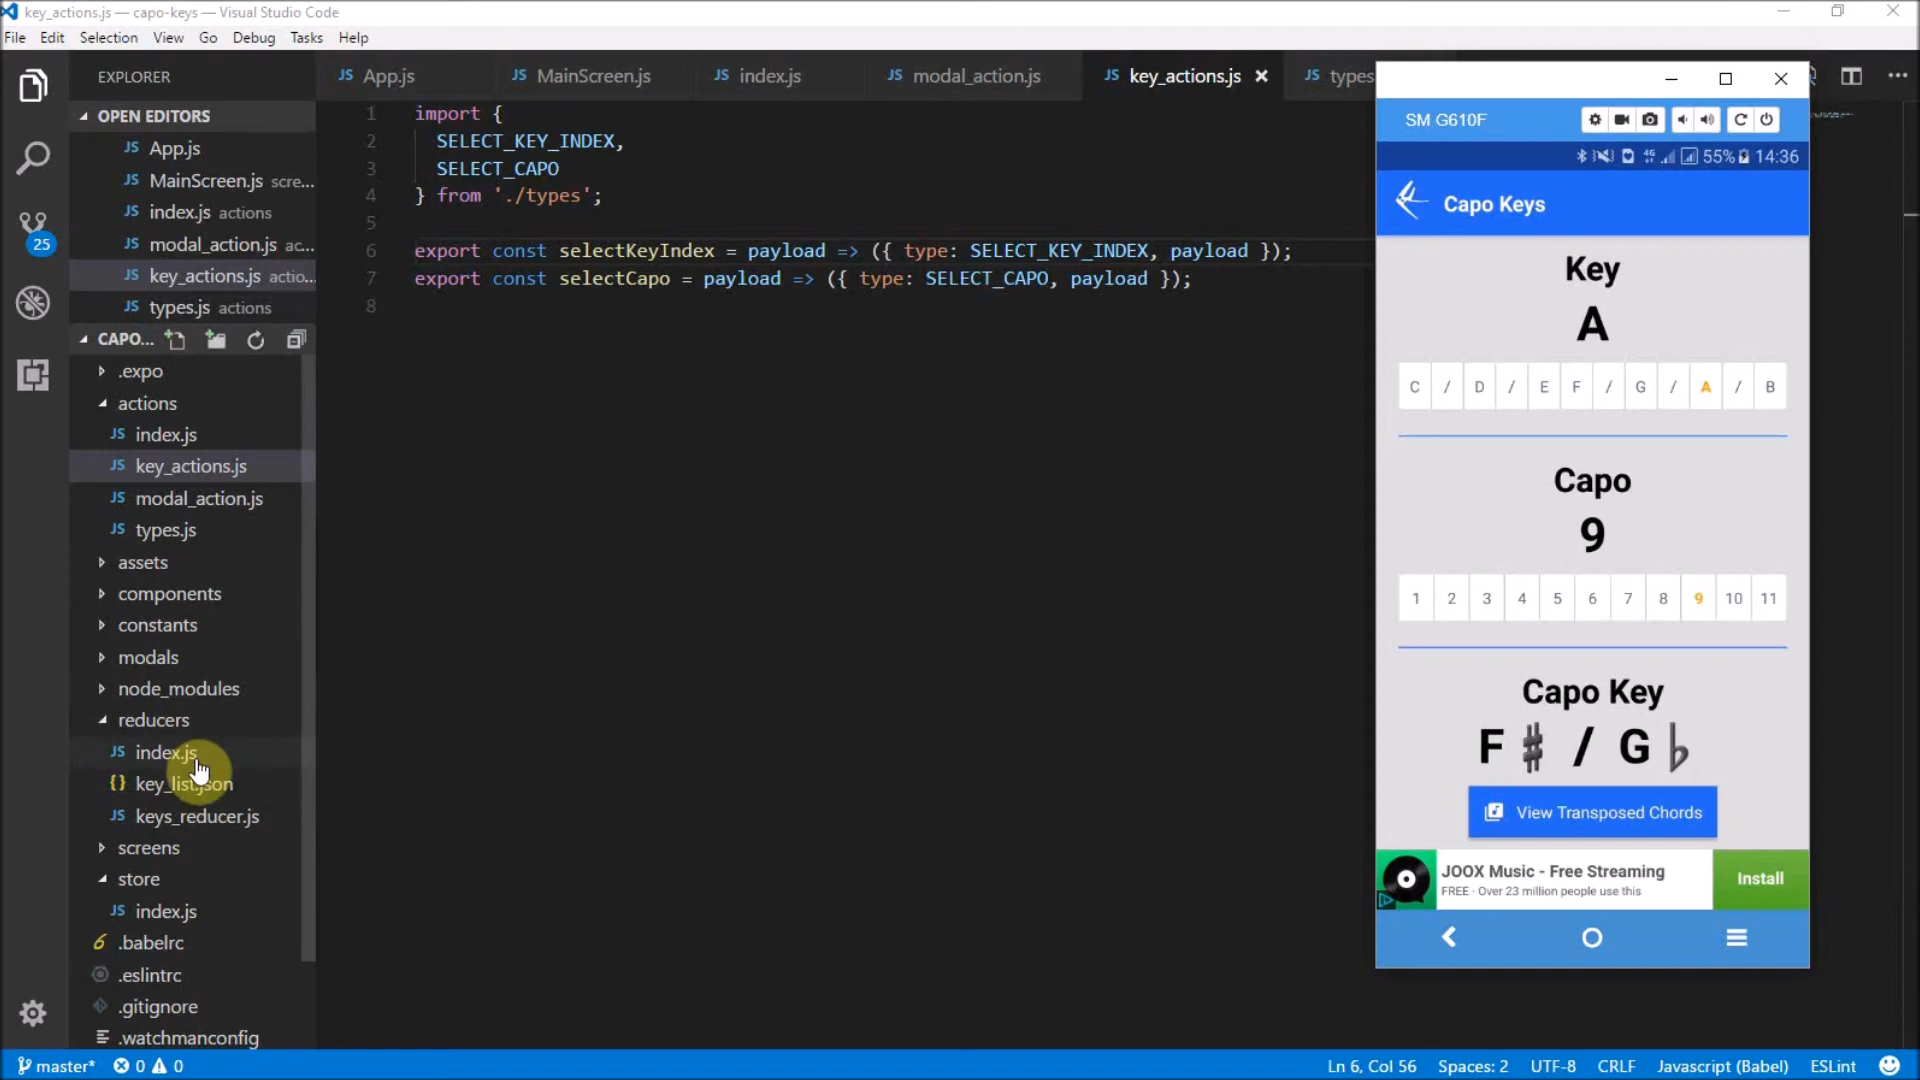 key_actions.js — capo-keys — Visual Studio Code
File Edit Selection View Go Debug Tasks Help
EXPLORER
OPEN EDITORS
JS App.js
JS MainScreen.js scre...
JS index.js actions
JS modal_action.js ac...
JS key_actions.js actio...
JS types.js actions
25
CAPO...
.expo
actions
JS index.js
JS key_actions.js
JS modal_action.js
JS types.js
assets
components
constants
modals
node_modules
reducers
JS index.js
{} key_list.json
JS keys_reducer.js
screens
store
JS index.js
6 .babelrc
.eslintrc
.gitignore
.watchmanconfig
JS App.js JS MainScreen.js JS index.js JS modal_action.js JS key_actions.js JS types
1 import {
2 SELECT_KEY_INDEX,
3 SELECT_CAPO
4 } from './types';
5
6 export const selectKeyIndex = payload => ({ type: SELECT_KEY_INDEX, payload });
7 export const selectCapo = payload => ({ type: SELECT_CAPO, payload });
8
SM G610F
4G 55% 14:36
Capo Keys
Key
A
C / D / E F / G / A / B
Capo
9
1 2 3 4 5 6 7 8 9 10 11
Capo Key
F ♯ / G ♭
View Transposed Chords
JOOX Music - Free Streaming
FREE · Over 23 million people use this
Install
master* 0 0 Ln 6, Col 56 Spaces: 2 UTF-8 CRLF Javascript (Babel) ESLint